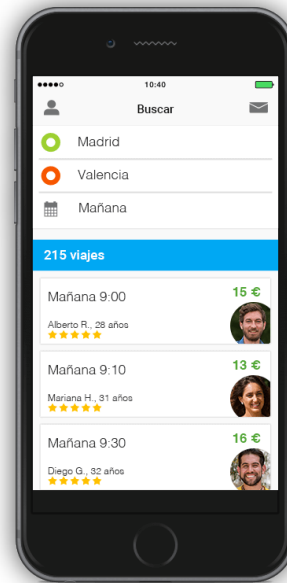 10:40
Buscar
Madrid
Valencia
Mañana
215 viajes
Mañana 9:00
15 €
Alberto R., 28 años
Mañana 9:10
13 €
Mariana H., 31 años
Mañana 9:30
16 €
Diego G., 32 años